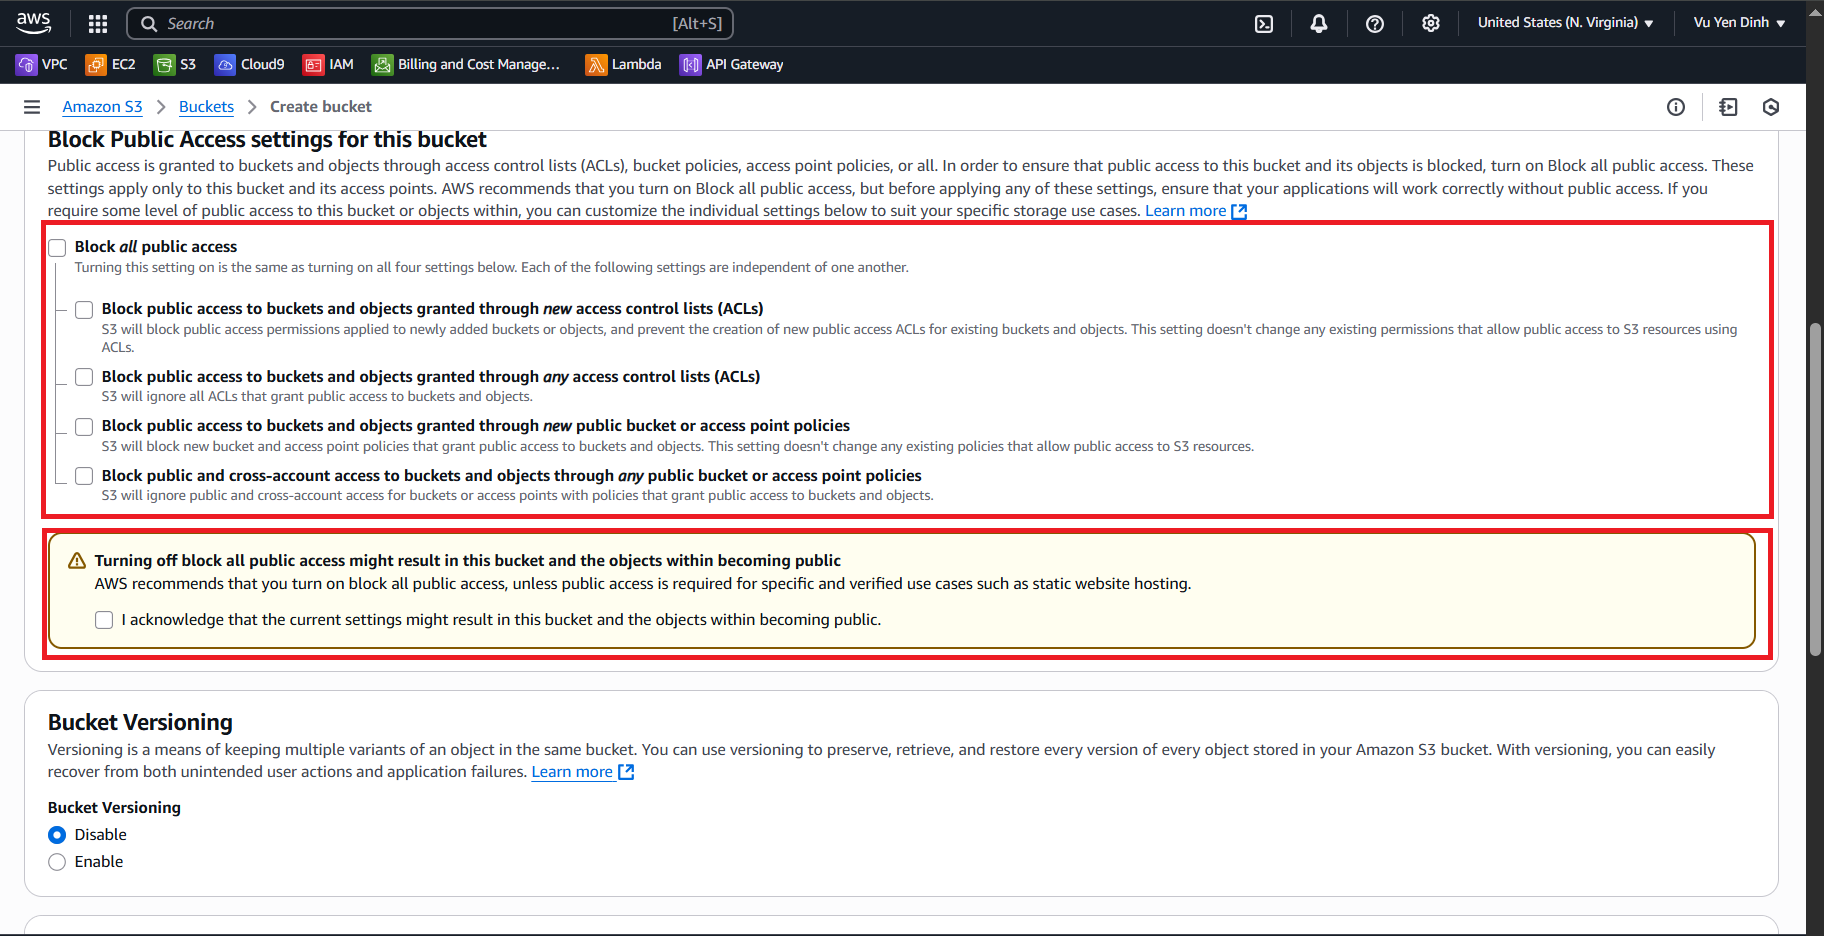 aws
Search
[Alt+S]
United States (N. Virginia)
Vu Yen Dinh
VPC
EC2
S3
Cloud9
IAM
Billing and Cost Manage...
Lambda
API Gateway
Amazon S3
Buckets
Create bucket
Block Public Access settings for this bucket
Public access is granted to buckets and objects through access control lists (ACLs), bucket policies, access point policies, or all. In order to ensure that public access to this bucket and its objects is blocked, turn on Block all public access. These
settings apply only to this bucket and its access points. AWS recommends that you turn on Block all public access, but before applying any of these settings, ensure that your applications will work correctly without public access. If you
require some level of public access to this bucket or objects within, you can customize the individual settings below to suit your specific storage use cases. Learn more
Block all public access
Turning this setting on is the same as turning on all four settings below. Each of the following settings are independent of one another.
Block public access to buckets and objects granted through new access control lists (ACLs)
S3 will block public access permissions applied to newly added buckets or objects, and prevent the creation of new public access ACLs for existing buckets and objects. This setting doesn't change any existing permissions that allow public access to S3 resources using
ACLs.
Block public access to buckets and objects granted through any access control lists (ACLs)
S3 will ignore all ACLs that grant public access to buckets and objects.
Block public access to buckets and objects granted through new public bucket or access point policies
S3 will block new bucket and access point policies that grant public access to buckets and objects. This setting doesn't change any existing policies that allow public access to S3 resources.
Block public and cross-account access to buckets and objects through any public bucket or access point policies
S3 will ignore public and cross-account access for buckets or access points with policies that grant public access to buckets and objects.
Turning off block all public access might result in this bucket and the objects within becoming public
AWS recommends that you turn on block all public access, unless public access is required for specific and verified use cases such as static website hosting.
I acknowledge that the current settings might result in this bucket and the objects within becoming public.
Bucket Versioning
Versioning is a means of keeping multiple variants of an object in the same bucket. You can use versioning to preserve, retrieve, and restore every version of every object stored in your Amazon S3 bucket. With versioning, you can easily
recover from both unintended user actions and application failures. Learn more
Bucket Versioning
Disable
Enable